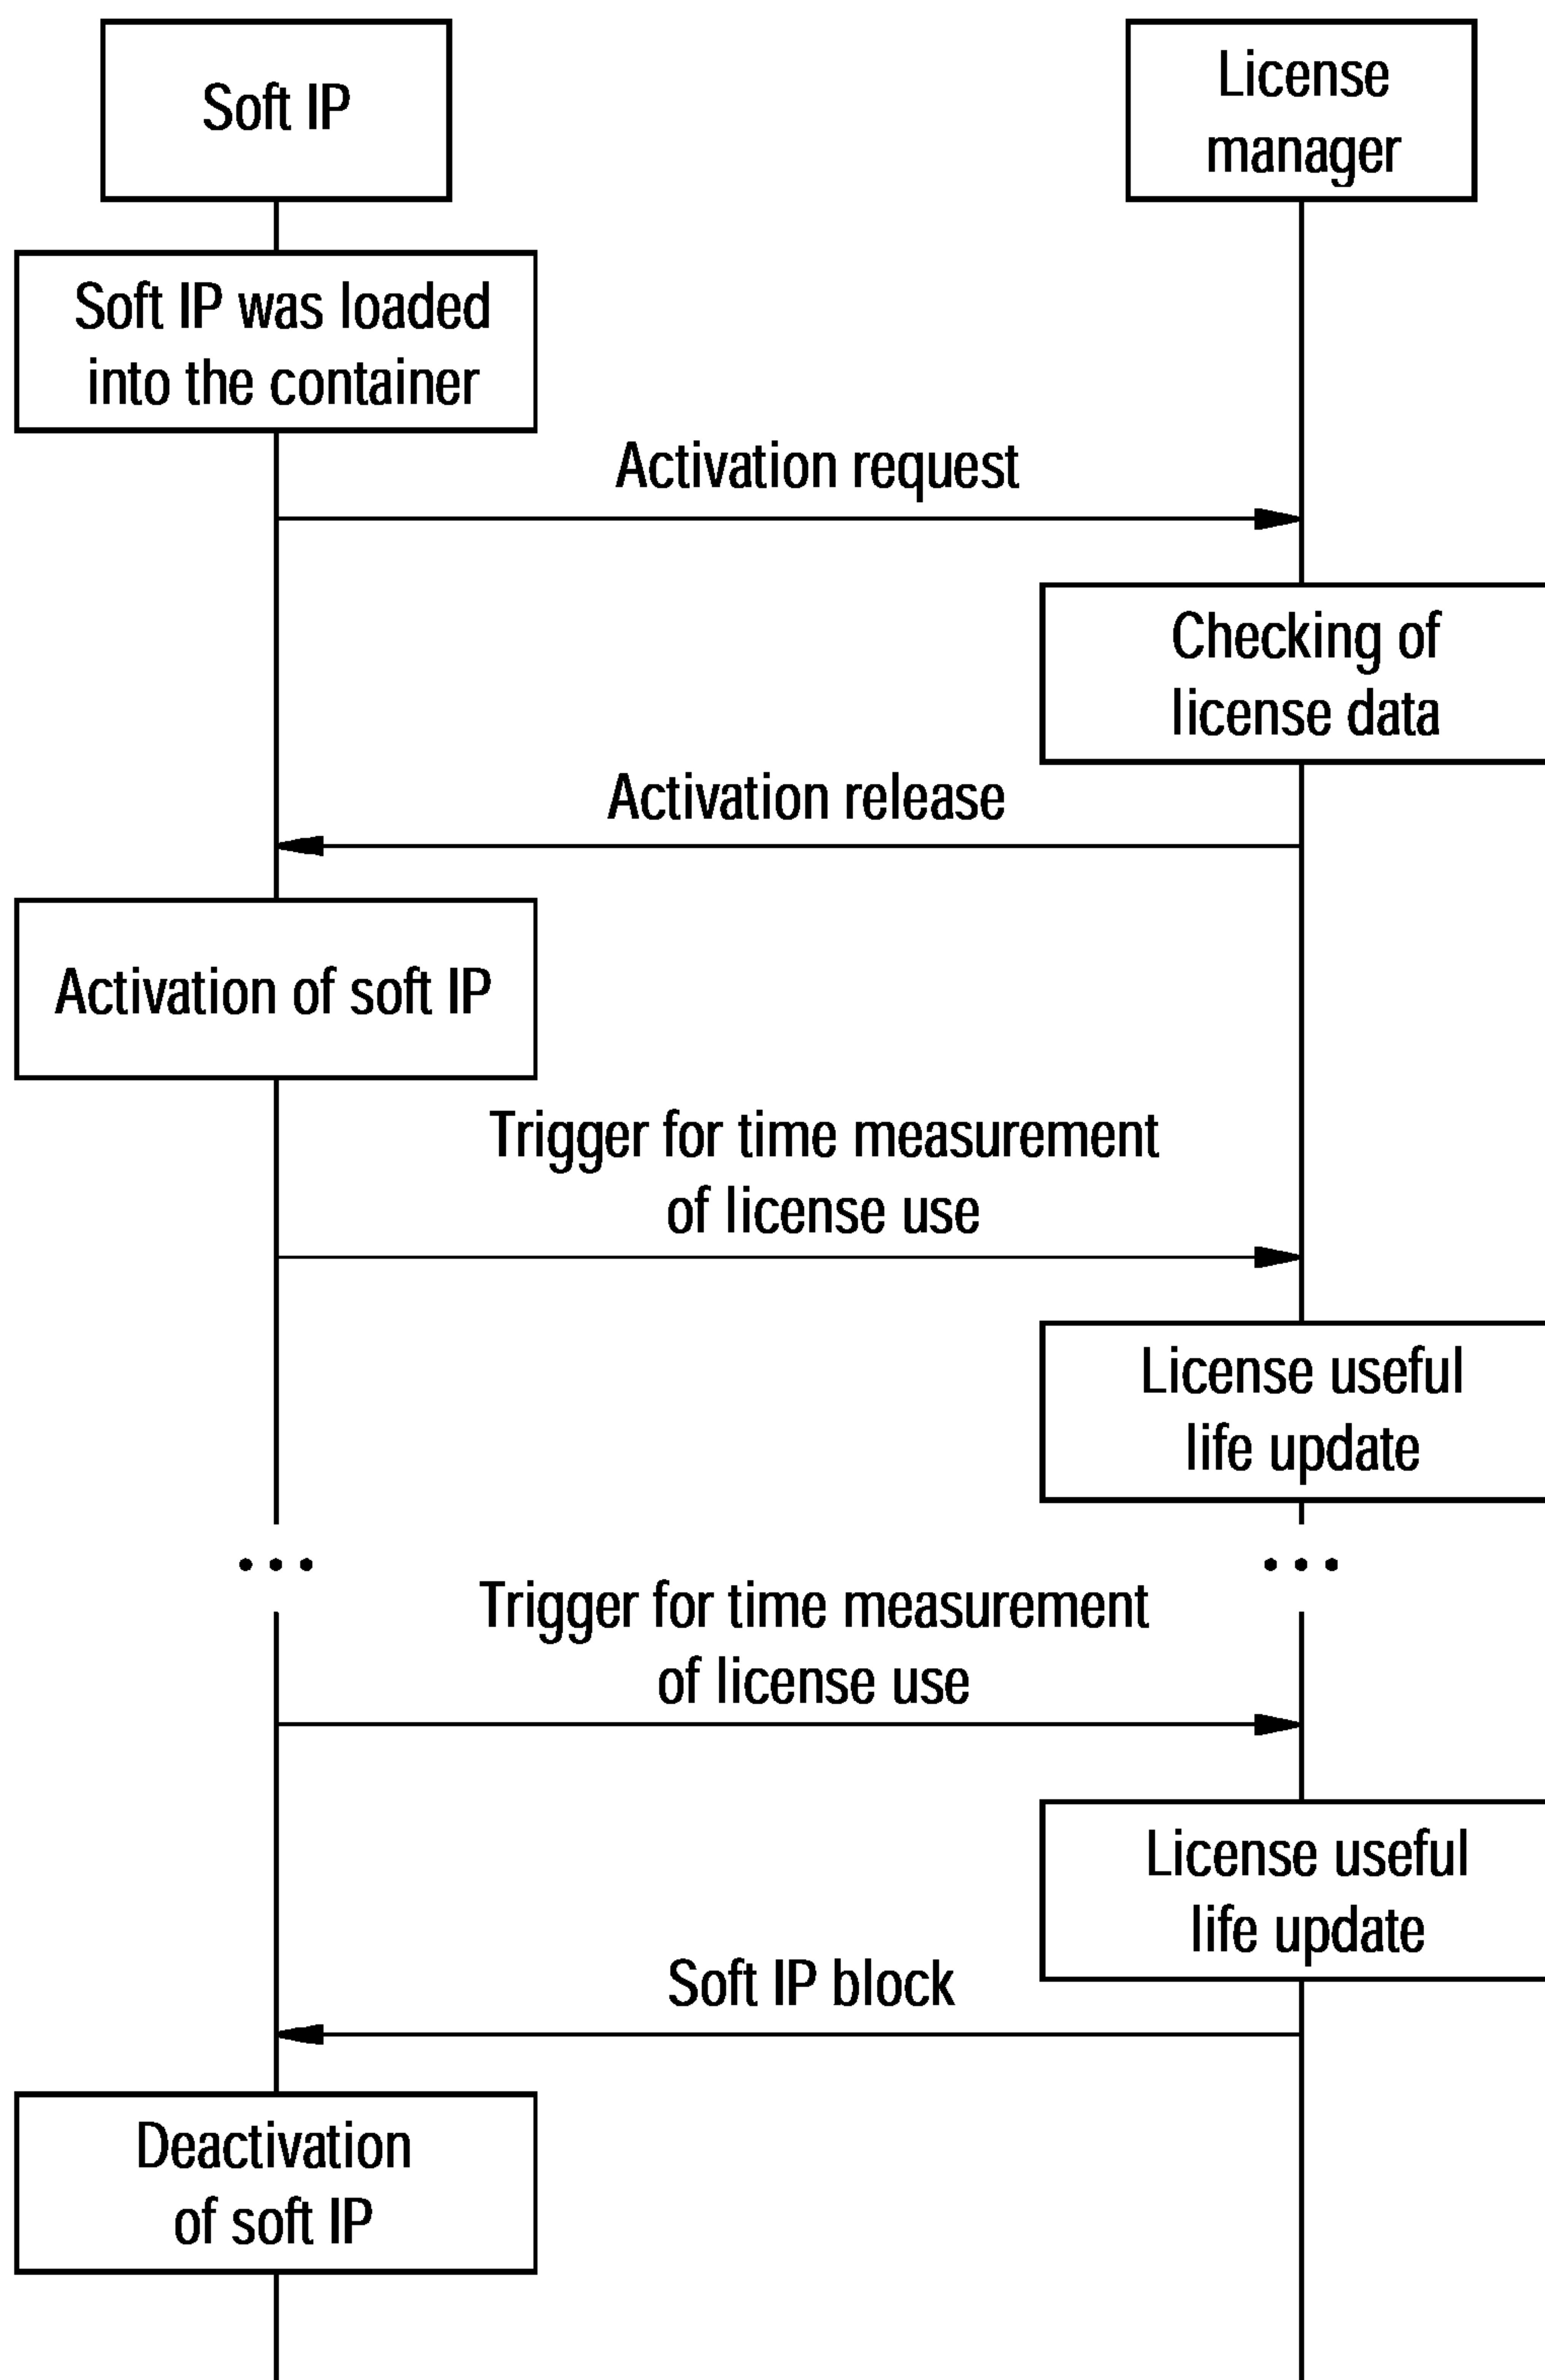 Soft IP
License
manager
Soft IP was loaded
into the container
Activation request
Checking of
license data
Activation release
Activation of soft IP
Trigger for time measurement
of license use
License useful
life update
...
...
Trigger for time measurement
of license use
License useful
life update
Soft IP block
Deactivation
of soft IP